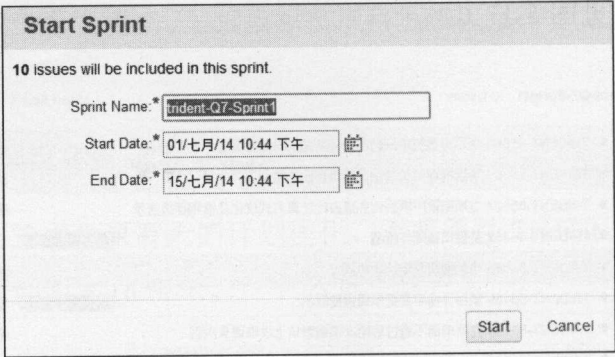 Start Sprint
10 issues will be included in this sprint.
Sprint Name:* trident-Q7-Sprint1
Start Date:* 01/七月/14 10:44 下午
End Date:* 15/七月/14 10:44 下午
Start Cancel